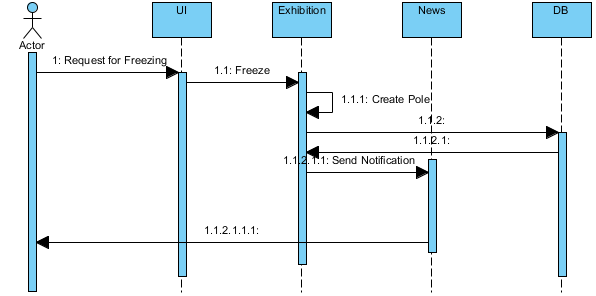 UI
Exhibition
News
DB
Actor
1: Request for Freezing
1.1: Freeze
1.1.1: Create Pole
1.1.2:
1.1.2.1:
1.1.2.1.1: Send Notification
1.1.2.1.1.1: